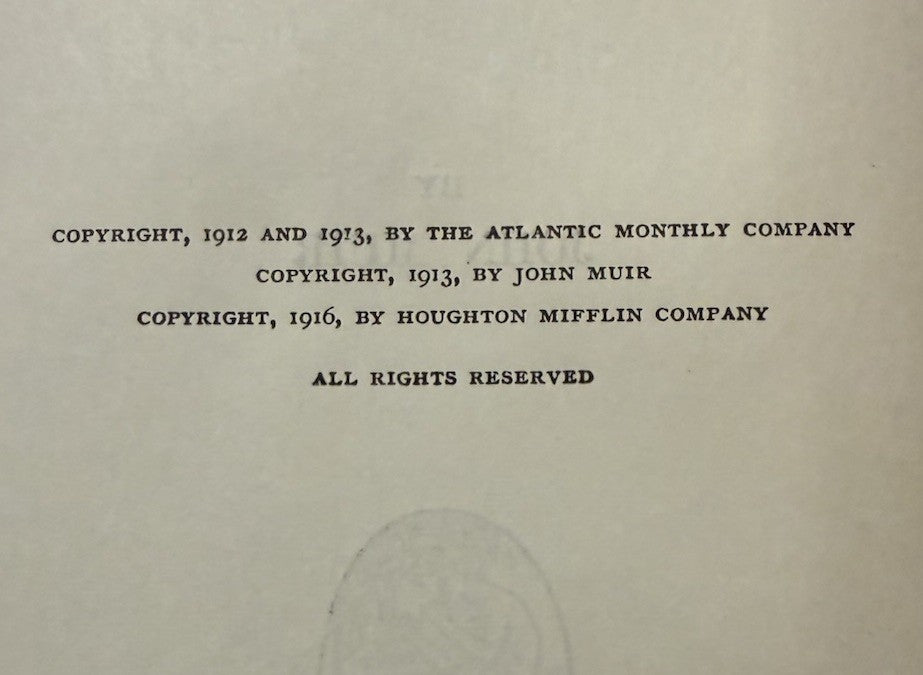 COPYRIGHT, 1912 AND 1913, BY THE ATLANTIC MONTHLY COMPANY
COPYRIGHT, 1913, BY JOHN MUIR
COPYRIGHT, 1916, BY HOUGHTON MIFFLIN COMPANY
ALL RIGHTS RESERVED